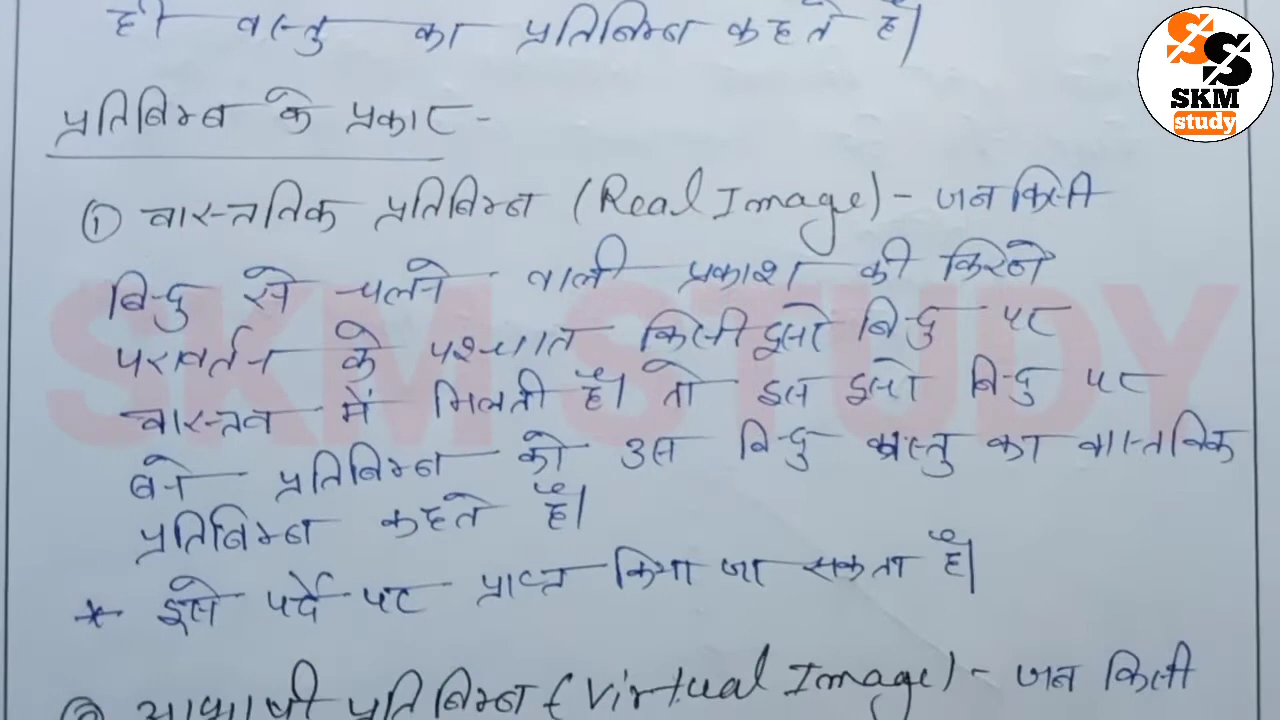 ही वस्तु का प्रतिबिम्ब कहते हैं।
प्रतिबिम्ब के प्रकार -
① वास्तविक प्रतिबिम्ब (Real Image) - जब किसी
बिन्दु से चलने वाली प्रकाश की किरणे
परावर्तन के पश्चात किसी दूसरे बिन्दु पर
वास्तव में मिलती हैं। तो इस दूसरे बिन्दु पर
बने प्रतिबिम्ब को उस बिन्दु वस्तु का वास्तविक
प्रतिबिम्ब कहते हैं।
* इसे पर्दे पर प्राप्त किया जा सकता हैं।
② आभाषी प्रतिबिम्ब (Virtual Image) - जब किसी
SKM
study
SKM STUDY